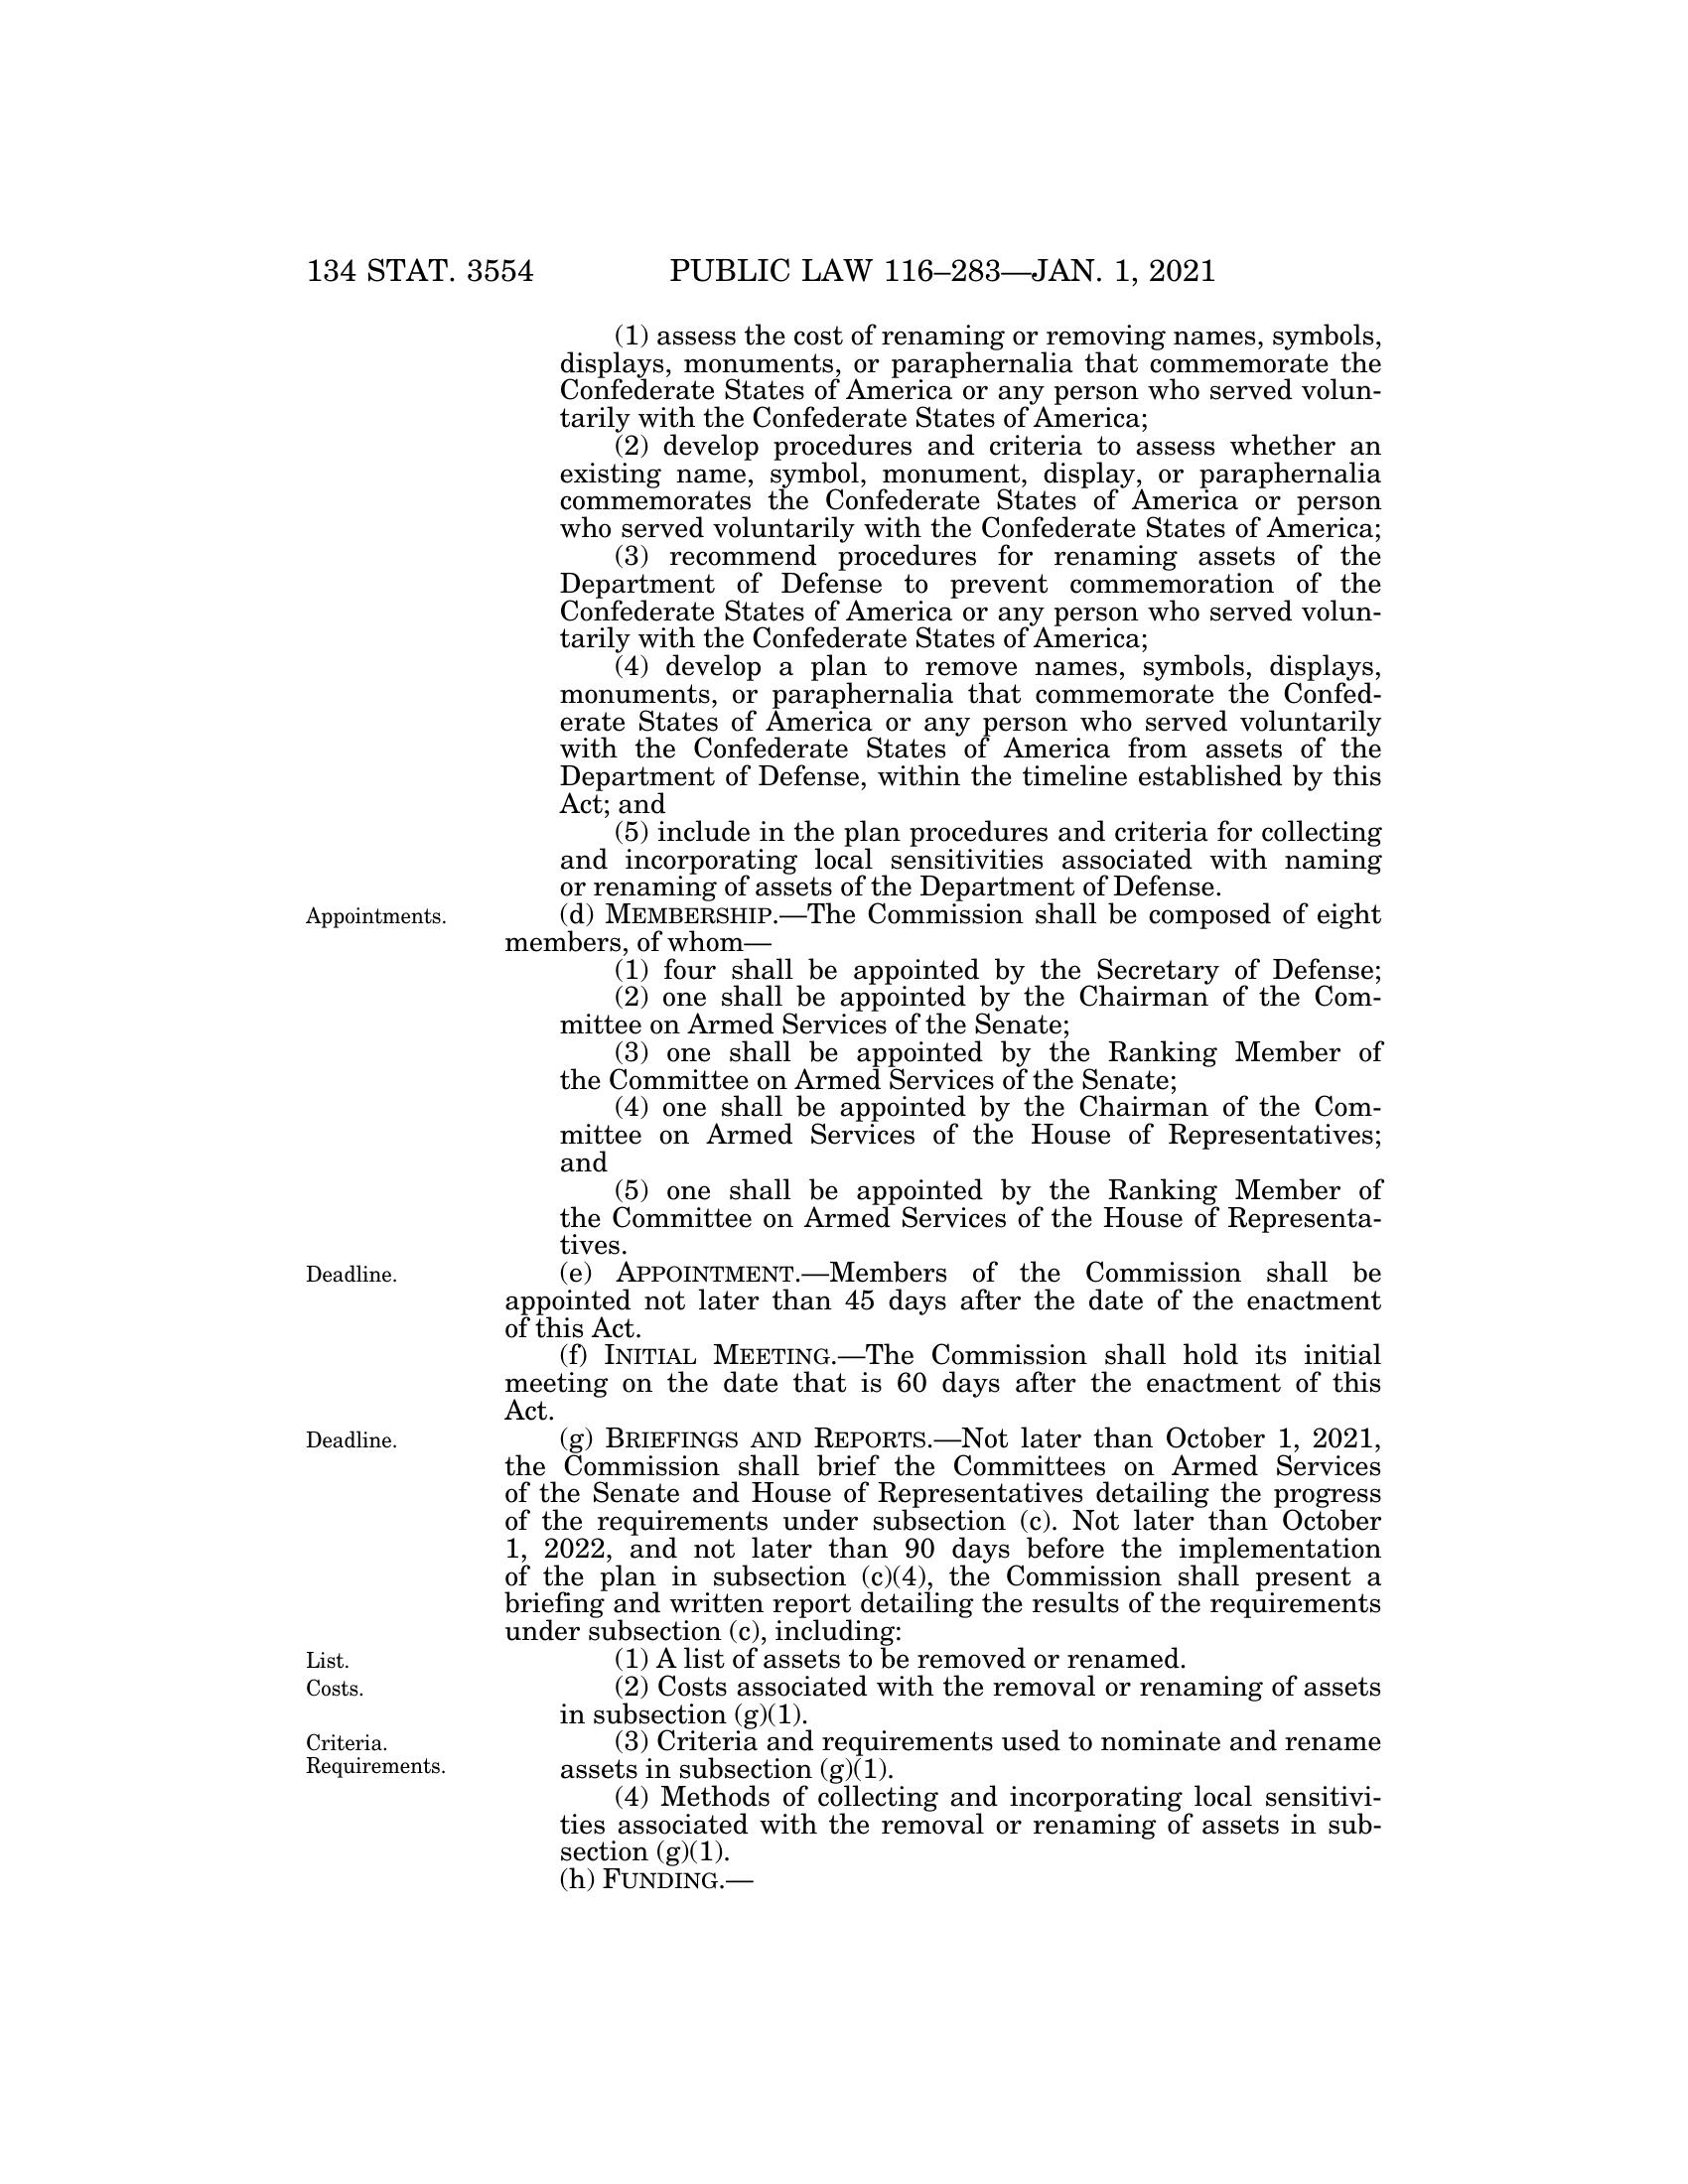 134 STAT. 3554 PUBLIC LAW 116–283—JAN. 1, 2021
(1) assess the cost of renaming or removing names, symbols,
displays, monuments, or paraphernalia that commemorate the
Confederate States of America or any person who served volun-
tarily with the Confederate States of America;
(2) develop procedures and criteria to assess whether an
existing name, symbol, monument, display, or paraphernalia
commemorates the Confederate States of America or person
who served voluntarily with the Confederate States of America;
(3) recommend procedures for renaming assets of the
Department of Defense to prevent commemoration of the
Confederate States of America or any person who served volun-
tarily with the Confederate States of America;
(4) develop a plan to remove names, symbols, displays,
monuments, or paraphernalia that commemorate the Confed-
erate States of America or any person who served voluntarily
with the Confederate States of America from assets of the
Department of Defense, within the timeline established by this
Act; and
(5) include in the plan procedures and criteria for collecting
and incorporating local sensitivities associated with naming
or renaming of assets of the Department of Defense.
Appointments. (d) MEMBERSHIP.—The Commission shall be composed of eight
members, of whom—
(1) four shall be appointed by the Secretary of Defense;
(2) one shall be appointed by the Chairman of the Com-
mittee on Armed Services of the Senate;
(3) one shall be appointed by the Ranking Member of
the Committee on Armed Services of the Senate;
(4) one shall be appointed by the Chairman of the Com-
mittee on Armed Services of the House of Representatives;
and
(5) one shall be appointed by the Ranking Member of
the Committee on Armed Services of the House of Representa-
tives.
Deadline. (e) APPOINTMENT.—Members of the Commission shall be
appointed not later than 45 days after the date of the enactment
of this Act.
(f) INITIAL MEETING.—The Commission shall hold its initial
meeting on the date that is 60 days after the enactment of this
Act.
Deadline. (g) BRIEFINGS AND REPORTS.—Not later than October 1, 2021,
the Commission shall brief the Committees on Armed Services
of the Senate and House of Representatives detailing the progress
of the requirements under subsection (c). Not later than October
1, 2022, and not later than 90 days before the implementation
of the plan in subsection (c)(4), the Commission shall present a
briefing and written report detailing the results of the requirements
under subsection (c), including:
List. (1) A list of assets to be removed or renamed.
Costs. (2) Costs associated with the removal or renaming of assets
in subsection (g)(1).
Criteria. (3) Criteria and requirements used to nominate and rename
Requirements. assets in subsection (g)(1).
(4) Methods of collecting and incorporating local sensitivi-
ties associated with the removal or renaming of assets in sub-
section (g)(1).
(h) FUNDING.—